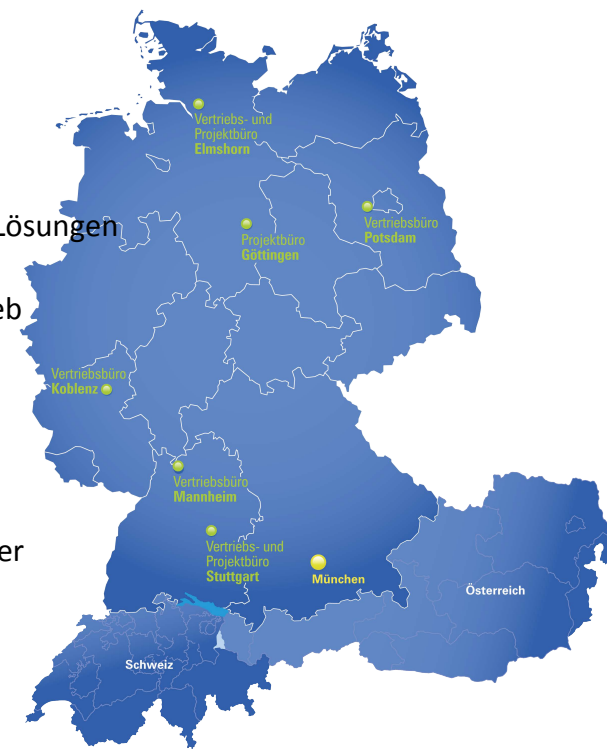 Vertriebs- und
Projektbüro
Elmshorn
Lösungen
Vertriebsbüro
Potsdam
Projektbüro
Göttingen
eb
Vertriebsbüro
Koblenz
Vertriebsbüro
Mannheim
er
Vertriebs- und
Projektbüro
Stuttgart
München
Österreich
Schweiz